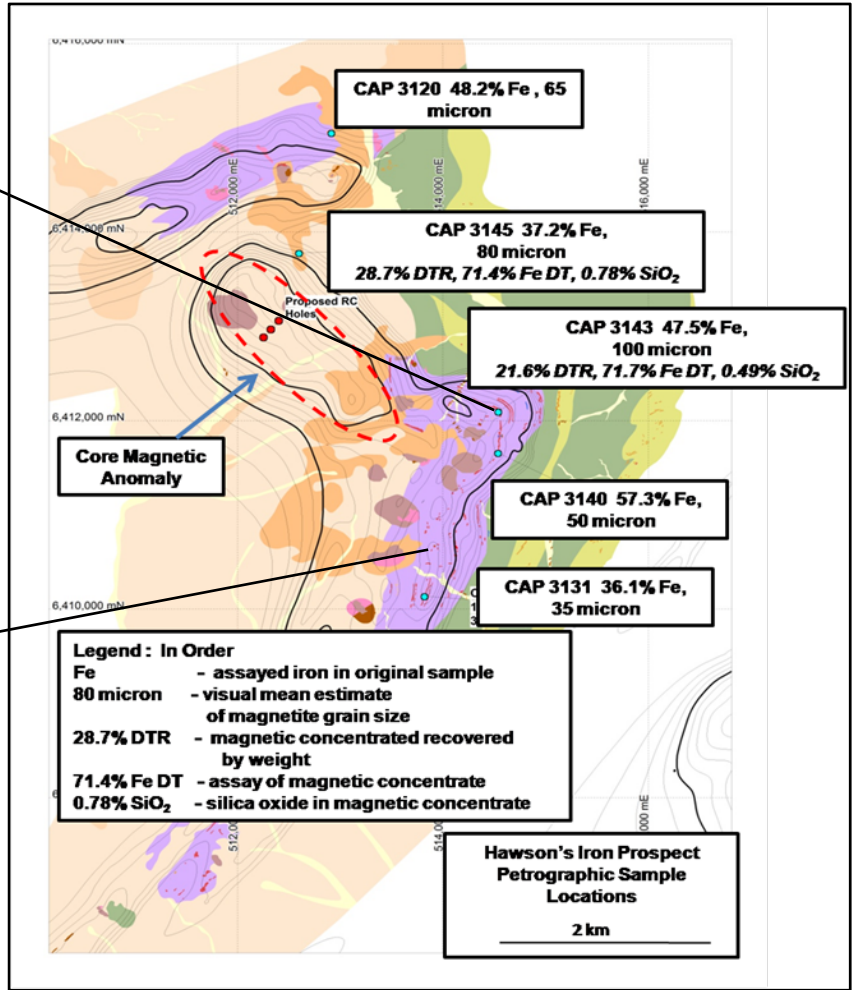 6,416,000 mN
CAP 3120 48.2% Fe , 65
micron
512,000 mE
514,000 mE
516,000 mE
6,414,000 mN
CAP 3145 37.2% Fe,
80 micron
28.7% DTR, 71.4% Fe DT, 0.78% SiO₂
Proposed RC
Holes
CAP 3143 47.5% Fe,
100 micron
21.6% DTR, 71.7% Fe DT, 0.49% SiO₂
6,412,000 mN
Core Magnetic
Anomaly
CAP 3140 57.3% Fe,
50 micron
CAP 3131 36.1% Fe,
35 micron
6,410,000 mN
Legend : In Order
Fe - assayed iron in original sample
80 micron - visual mean estimate
of magnetite grain size
28.7% DTR - magnetic concentrated recovered
by weight
71.4% Fe DT - assay of magnetic concentrate
0.78% SiO₂ - silica oxide in magnetic concentrate
Hawson's Iron Prospect
Petrographic Sample
Locations
2 km